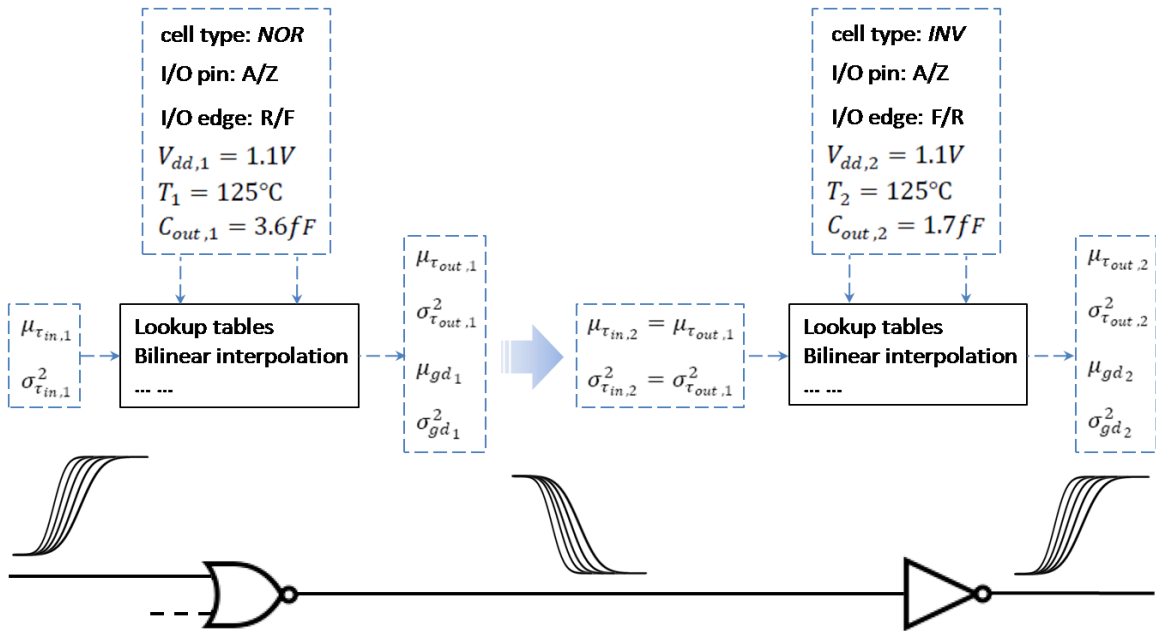 cell type: NOR
I/O pin: A/Z
I/O edge: R/F
V_{dd,1} = 1.1V
T_1 = 125°C
C_{out,1} = 3.6fF
cell type: INV
I/O pin: A/Z
I/O edge: F/R
V_{dd,2} = 1.1V
T_2 = 125°C
C_{out,2} = 1.7fF
μ_{τ_{in,1}}
σ²_{τ_{in,1}}
Lookup tables
Bilinear interpolation
... ...
μ_{τ_{out,1}}
σ²_{τ_{out,1}}
μ_{gd_1}
σ²_{gd_1}
μ_{τ_{in,2}} = μ_{τ_{out,1}}
σ²_{τ_{in,2}} = σ²_{τ_{out,1}}
Lookup tables
Bilinear interpolation
... ...
μ_{τ_{out,2}}
σ²_{τ_{out,2}}
μ_{gd_2}
σ²_{gd_2}